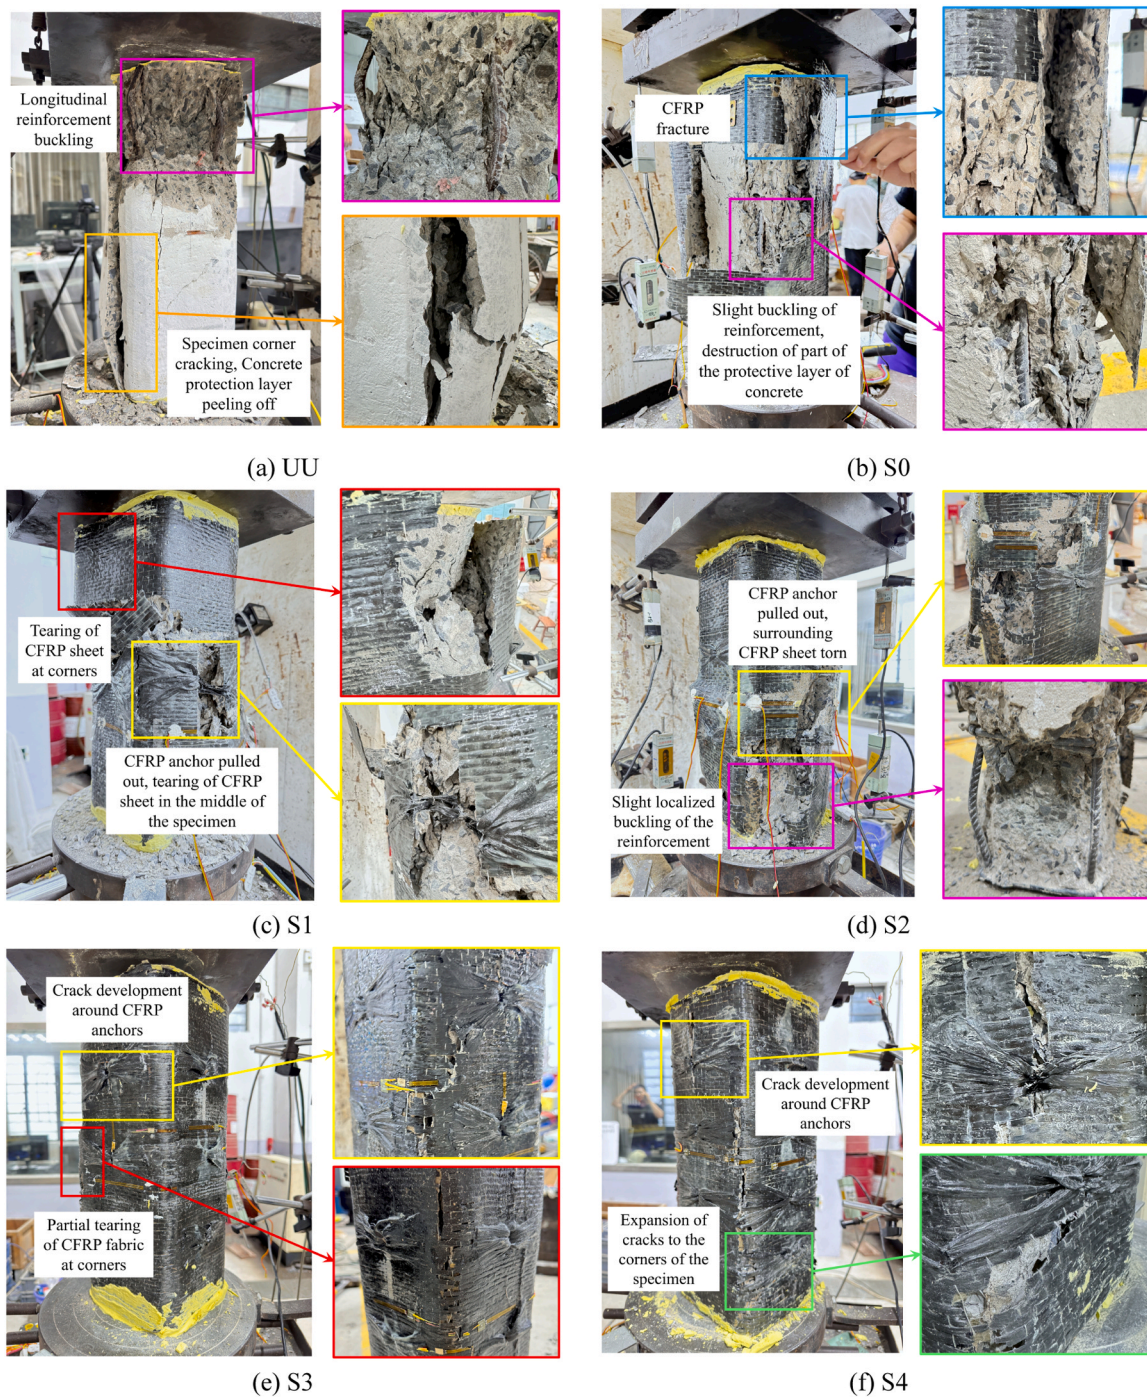 Longitudinal
reinforcement
buckling
Specimen corner
cracking, Concrete
protection layer
peeling off
(a) UU
CFRP
fracture
Slight buckling of
reinforcement,
destruction of part of
the protective layer of
concrete
(b) S0
Tearing of
CFRP sheet
at corners
CFRP anchor pulled
out, tearing of CFRP
sheet in the middle of
the specimen
(c) S1
CFRP anchor
pulled out,
surrounding
CFRP sheet torn
Slight localized
buckling of the
reinforcement
(d) S2
Crack development
around CFRP
anchors
Partial tearing
of CFRP fabric
at corners
(e) S3
Crack development
around CFRP
anchors
Expansion of
cracks to the
corners of the
specimen
(f) S4